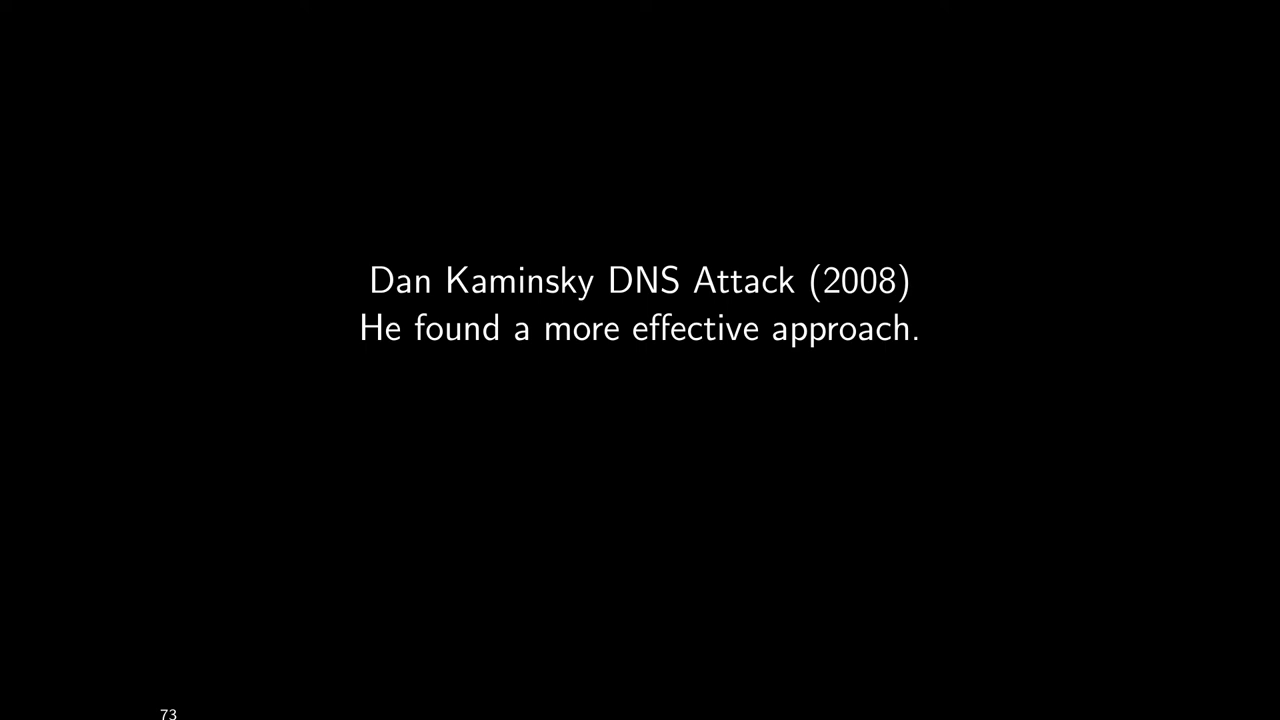 Dan Kaminsky DNS Attack (2008)
He found a more effective approach.
73